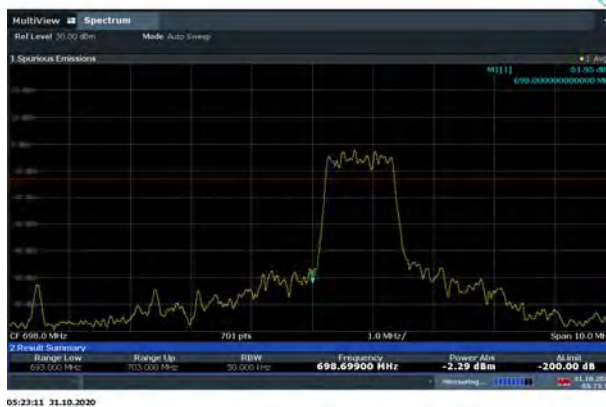 MultiView Spectrum
Ref Level 30.00 dBm Mode Auto Sweep
1 Spurious Emissions
M1[1]
698.000000000000
CF 698.0 MHz 701 pts 1.0 MHz/ Span 10.0 MH
2 Result Summary
Range Low Range Up RBW Frequency Power Abs ΔLimit
693.000 MHz 703.000 MHz 50.000 kHz 698.69900 MHz -2.29 dBm -200.00 dB
Measuring...
05:23:11 31.10.2020